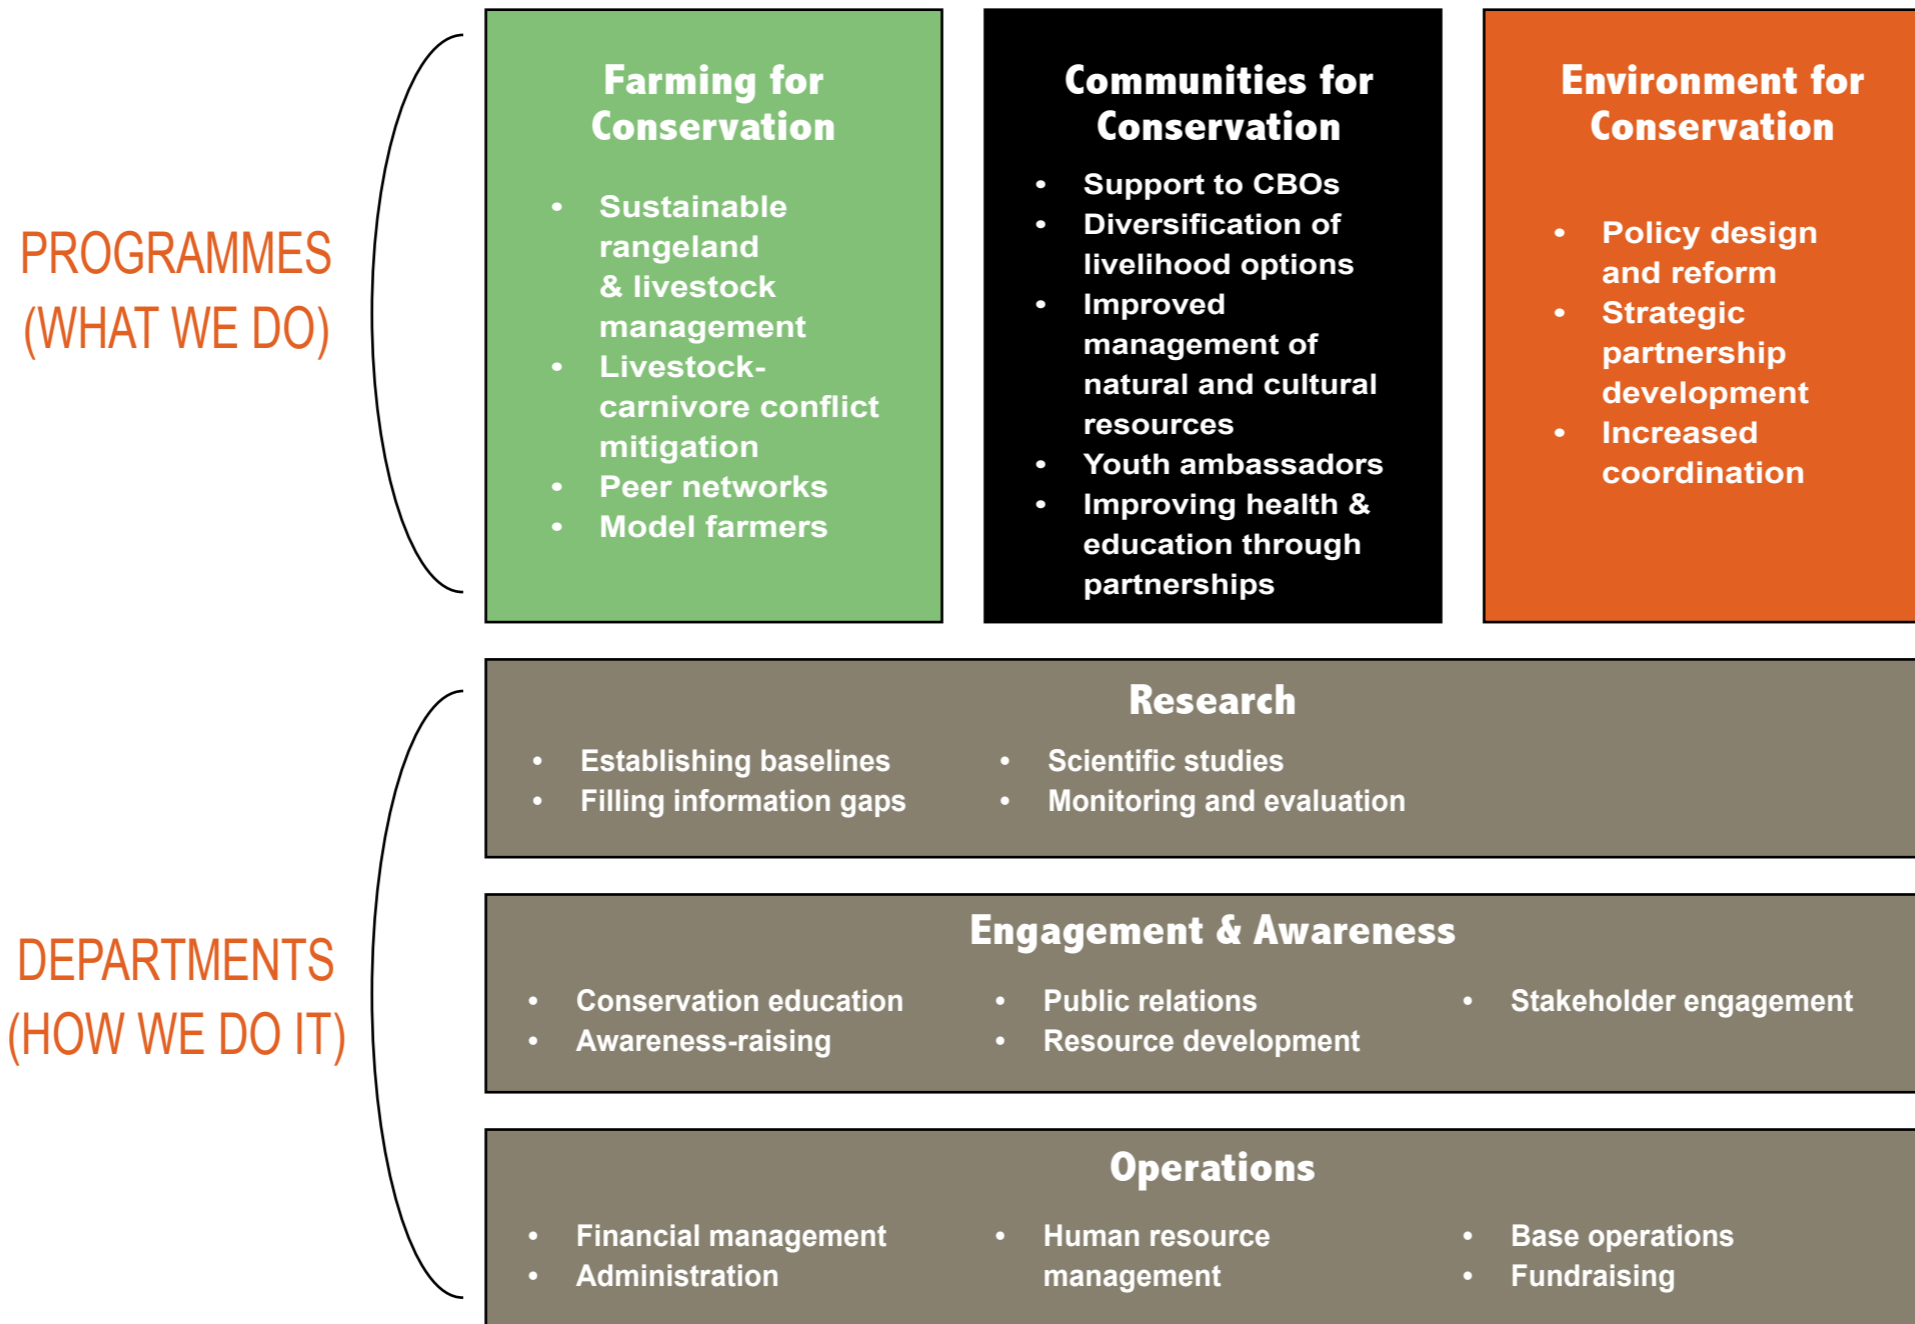 PROGRAMMES
(WHAT WE DO)
Farming for
Conservation
• Sustainable
rangeland
& livestock
management
• Livestock-
carnivore conflict
mitigation
• Peer networks
• Model farmers
Communities for
Conservation
• Support to CBOs
• Diversification of
livelihood options
• Improved
management of
natural and cultural
resources
• Youth ambassadors
• Improving health &
education through
partnerships
Environment for
Conservation
• Policy design
and reform
• Strategic
partnership
development
• Increased
coordination
DEPARTMENTS
(HOW WE DO IT)
Research
• Establishing baselines
• Filling information gaps
• Scientific studies
• Monitoring and evaluation
Engagement & Awareness
• Conservation education
• Awareness-raising
• Public relations
• Resource development
• Stakeholder engagement
Operations
• Financial management
• Administration
• Human resource
management
• Base operations
• Fundraising